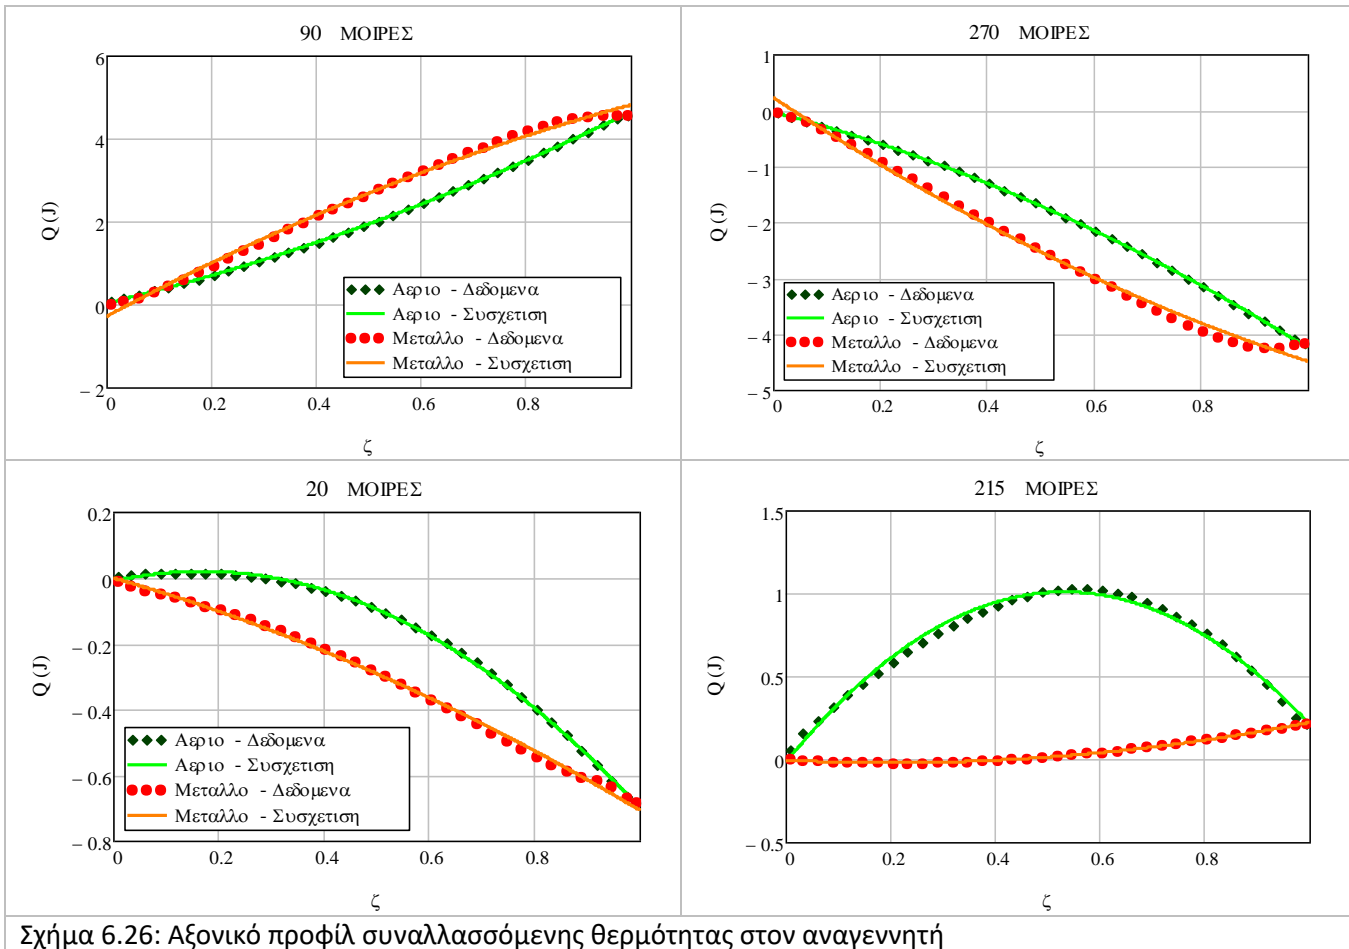 90 ΜΟΙΡΕΣ
6
4
2
0
− 2
Q (J)
0 0.2 0.4 0.6 0.8
ζ
Αεριο - Δεδομενα
Αεριο - Συσχετιση
Μεταλλο - Δεδομενα
Μεταλλο - Συσχετιση
270 ΜΟΙΡΕΣ
1
0
− 1
− 2
− 3
− 4
− 5
Q (J)
0 0.2 0.4 0.6 0.8
ζ
Αεριο - Δεδομενα
Αεριο - Συσχετιση
Μεταλλο - Δεδομενα
Μεταλλο - Συσχετιση
20 ΜΟΙΡΕΣ
0.2
0
− 0.2
− 0.4
− 0.6
− 0.8
Q (J)
0 0.2 0.4 0.6 0.8
ζ
Αεριο - Δεδομενα
Αεριο - Συσχετιση
Μεταλλο - Δεδομενα
Μεταλλο - Συσχετιση
215 ΜΟΙΡΕΣ
1.5
1
0.5
0
− 0.5
Q (J)
0 0.2 0.4 0.6 0.8
ζ
Σχήμα 6.26: Αξονικό προφίλ συναλλασσόμενης θερμότητας στον αναγεννητή